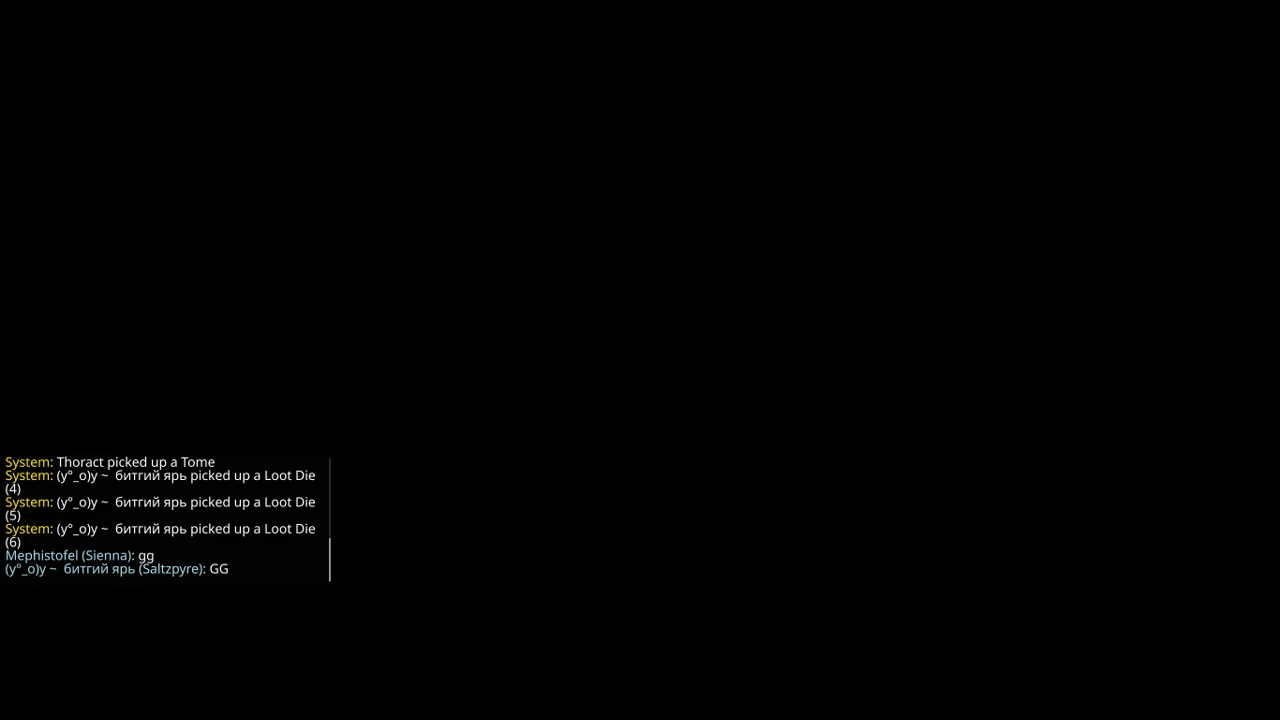 System: Thoract picked up a Tome
System: (y°_o)y ~  битгий ярь picked up a Loot Die
(4)
System: (y°_o)y ~  битгий ярь picked up a Loot Die
(5)
System: (y°_o)y ~  битгий ярь picked up a Loot Die
(6)
Mephistofel (Sienna): gg
(y°_o)y ~  битгий ярь (Saltzpyre): GG